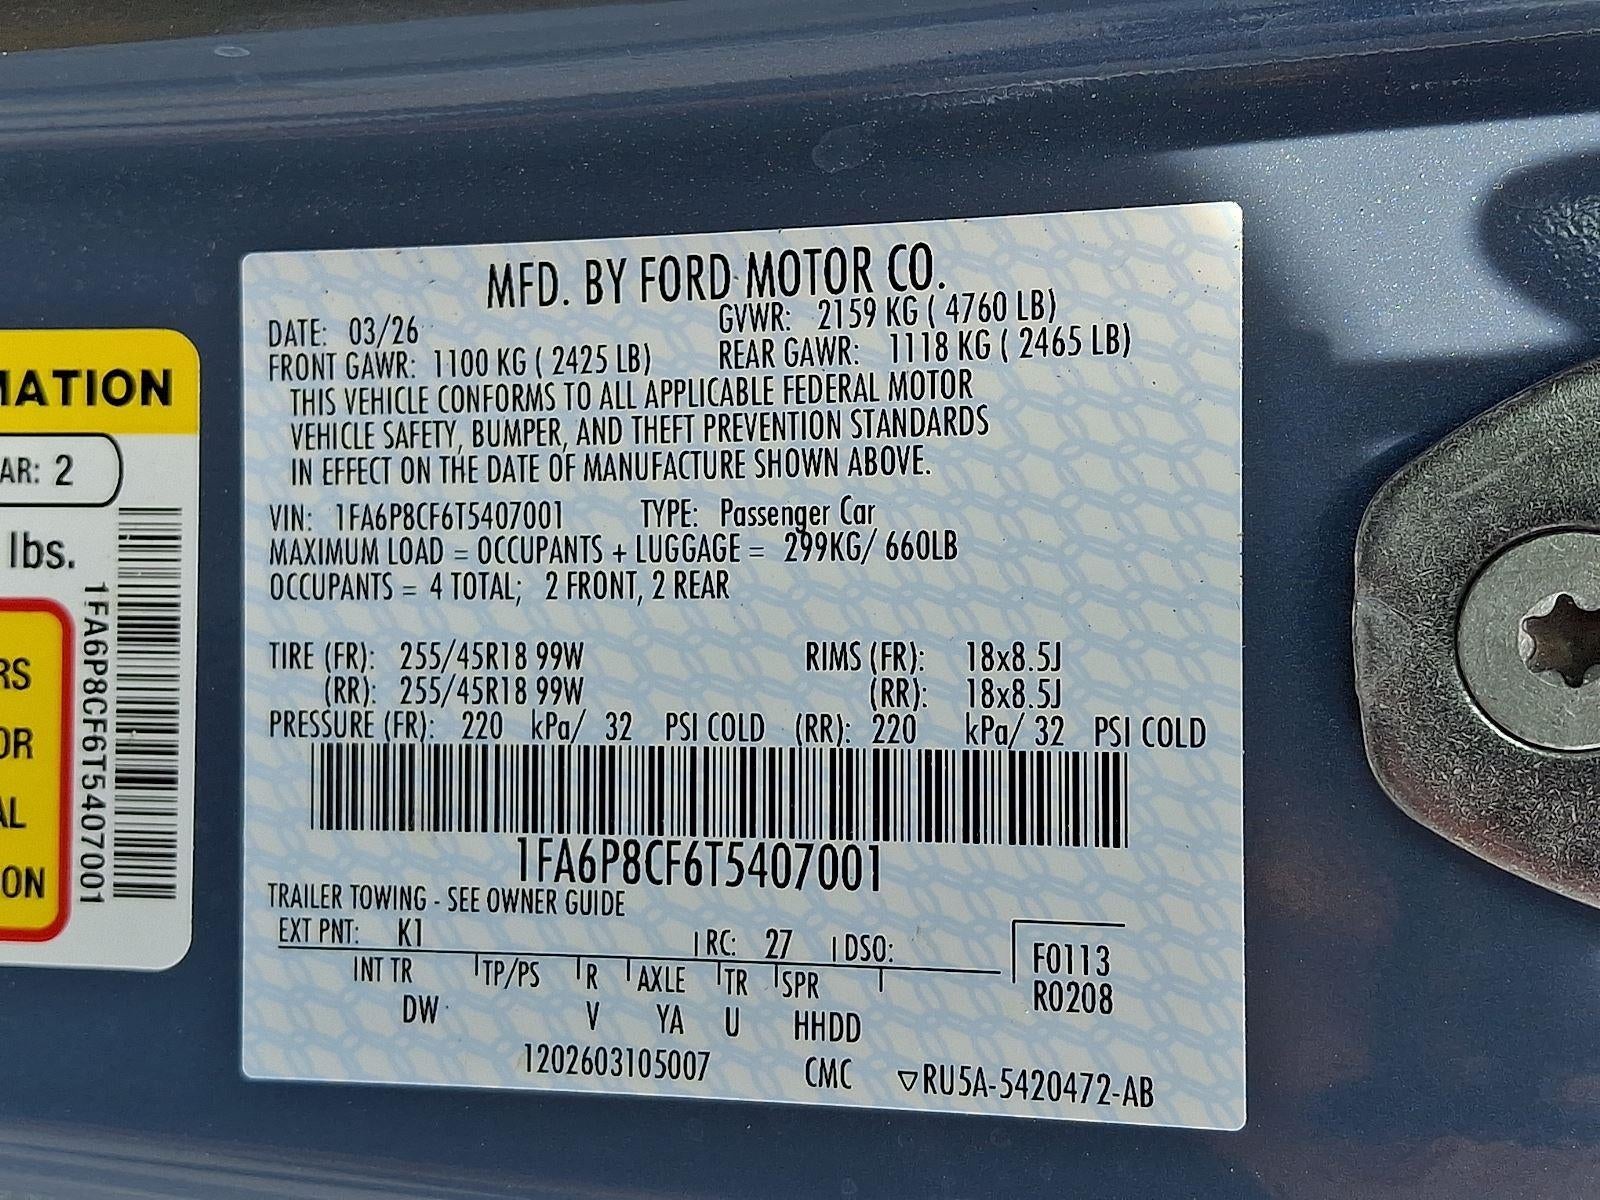 MFD. BY FORD MOTOR CO.
DATE: 03/26 GVWR: 2159 KG ( 4760 LB)
FRONT GAWR: 1100 KG ( 2425 LB) REAR GAWR: 1118 KG ( 2465 LB)
THIS VEHICLE CONFORMS TO ALL APPLICABLE FEDERAL MOTOR
VEHICLE SAFETY, BUMPER, AND THEFT PREVENTION STANDARDS
IN EFFECT ON THE DATE OF MANUFACTURE SHOWN ABOVE.
VIN: 1FA6P8CF6T5407001 TYPE: Passenger Car
MAXIMUM LOAD = OCCUPANTS + LUGGAGE = 299KG/ 660LB
OCCUPANTS = 4 TOTAL; 2 FRONT, 2 REAR
TIRE (FR): 255/45R18 99W RIMS (FR): 18x8.5J
(RR): 255/45R18 99W (RR): 18x8.5J
PRESSURE (FR): 220 kPa/ 32 PSI COLD (RR): 220 kPa/ 32 PSI COLD
1FA6P8CF6T5407001
TRAILER TOWING - SEE OWNER GUIDE
EXT PNT: K1 RC: 27 DSO:
INT TR TP/PS R AXLE TR SPR
DW V YA U HHDD
F0113
R0208
1202603105007 CMC ▽RU5A-5420472-AB
MATION
AR: 2
lbs.
RS
OR
AL
ON
1FA6P8CF6T5407001